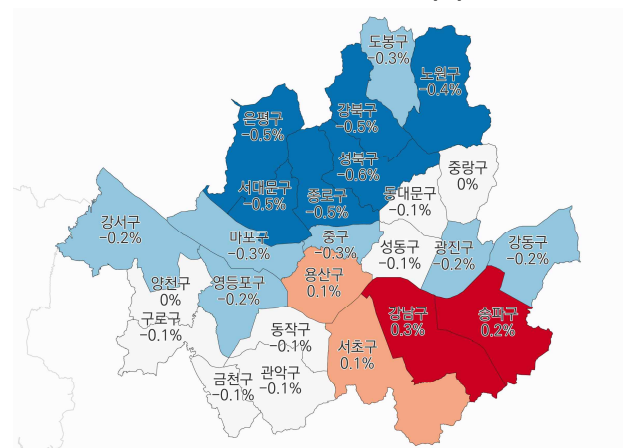 도봉구
-0.3%
노원구
-0.4%
강북구
-0.5%
은평구
-0.5%
성북구
-0.6%
중랑구
0%
서대문구
-0.5%
종로구
-0.5%
동대문구
-0.1%
강서구
-0.2%
마포구
-0.3%
중구
-0.3%
성동구
-0.1%
광진구
-0.2%
강동구
-0.2%
양천구
0%
영등포구
-0.2%
용산구
0.1%
구로구
-0.1%
강남구
0.3%
송파구
0.2%
동작구
-0.1%
서초구
0.1%
금천구
-0.1%
관악구
-0.1%